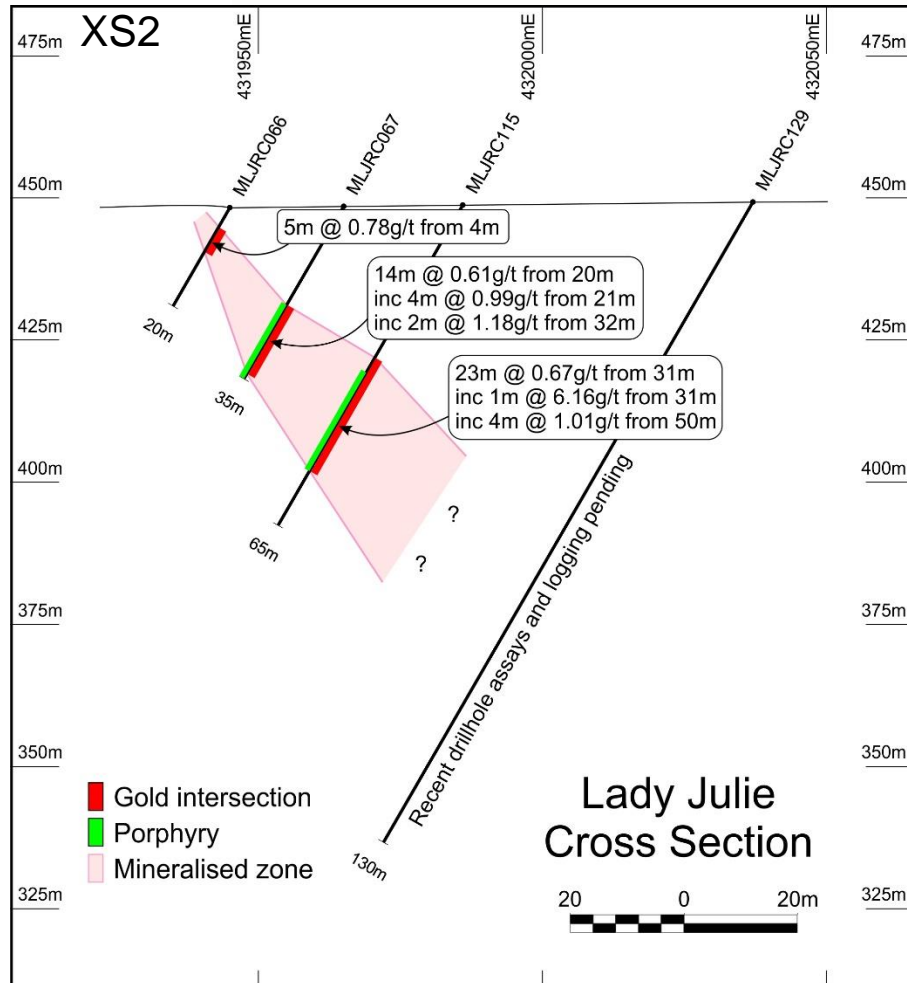 XS2
431950mE
432000mE
432050mE
475m
475m
MLJRC066
MLJRC067
MLJRC115
MLJRC129
450m
450m
5m @ 0.78g/t from 4m
14m @ 0.61g/t from 20m
inc 4m @ 0.99g/t from 21m
inc 2m @ 1.18g/t from 32m
20m
425m
425m
23m @ 0.67g/t from 31m
inc 1m @ 6.16g/t from 31m
inc 4m @ 1.01g/t from 50m
35m
400m
400m
?
?
65m
Recent drillhole assays and logging pending
375m
375m
350m
350m
Gold intersection
Porphyry
Mineralised zone
130m
Lady Julie
Cross Section
20 0 20m
325m
325m